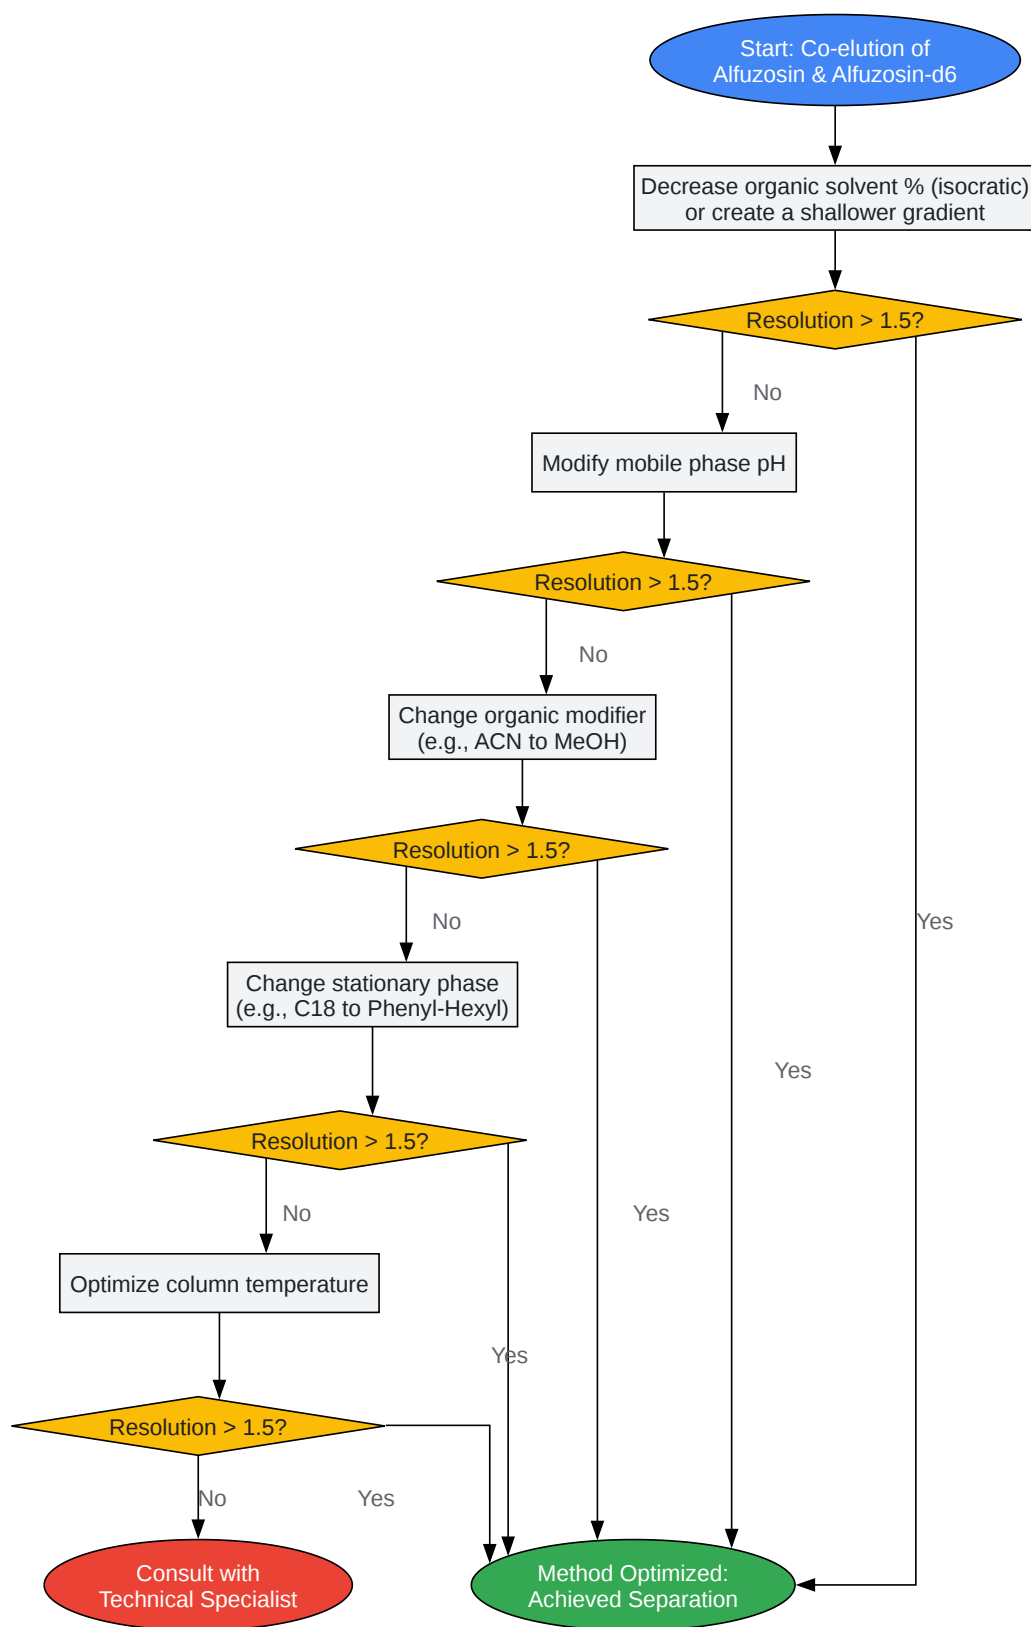 Start: Co-elution of
Alfuzosin & Alfuzosin-d6
Decrease organic solvent % (isocratic)
or create a shallower gradient
Resolution > 1.5?
No
Modify mobile phase pH
Resolution > 1.5?
No
Change organic modifier
(e.g., ACN to MeOH)
Resolution > 1.5?
No
Yes
Change stationary phase
(e.g., C18 to Phenyl-Hexyl)
Yes
Resolution > 1.5?
No
Yes
Optimize column temperature
Yes
Resolution > 1.5?
No
Yes
Consult with
Technical Specialist
Method Optimized:
Achieved Separation